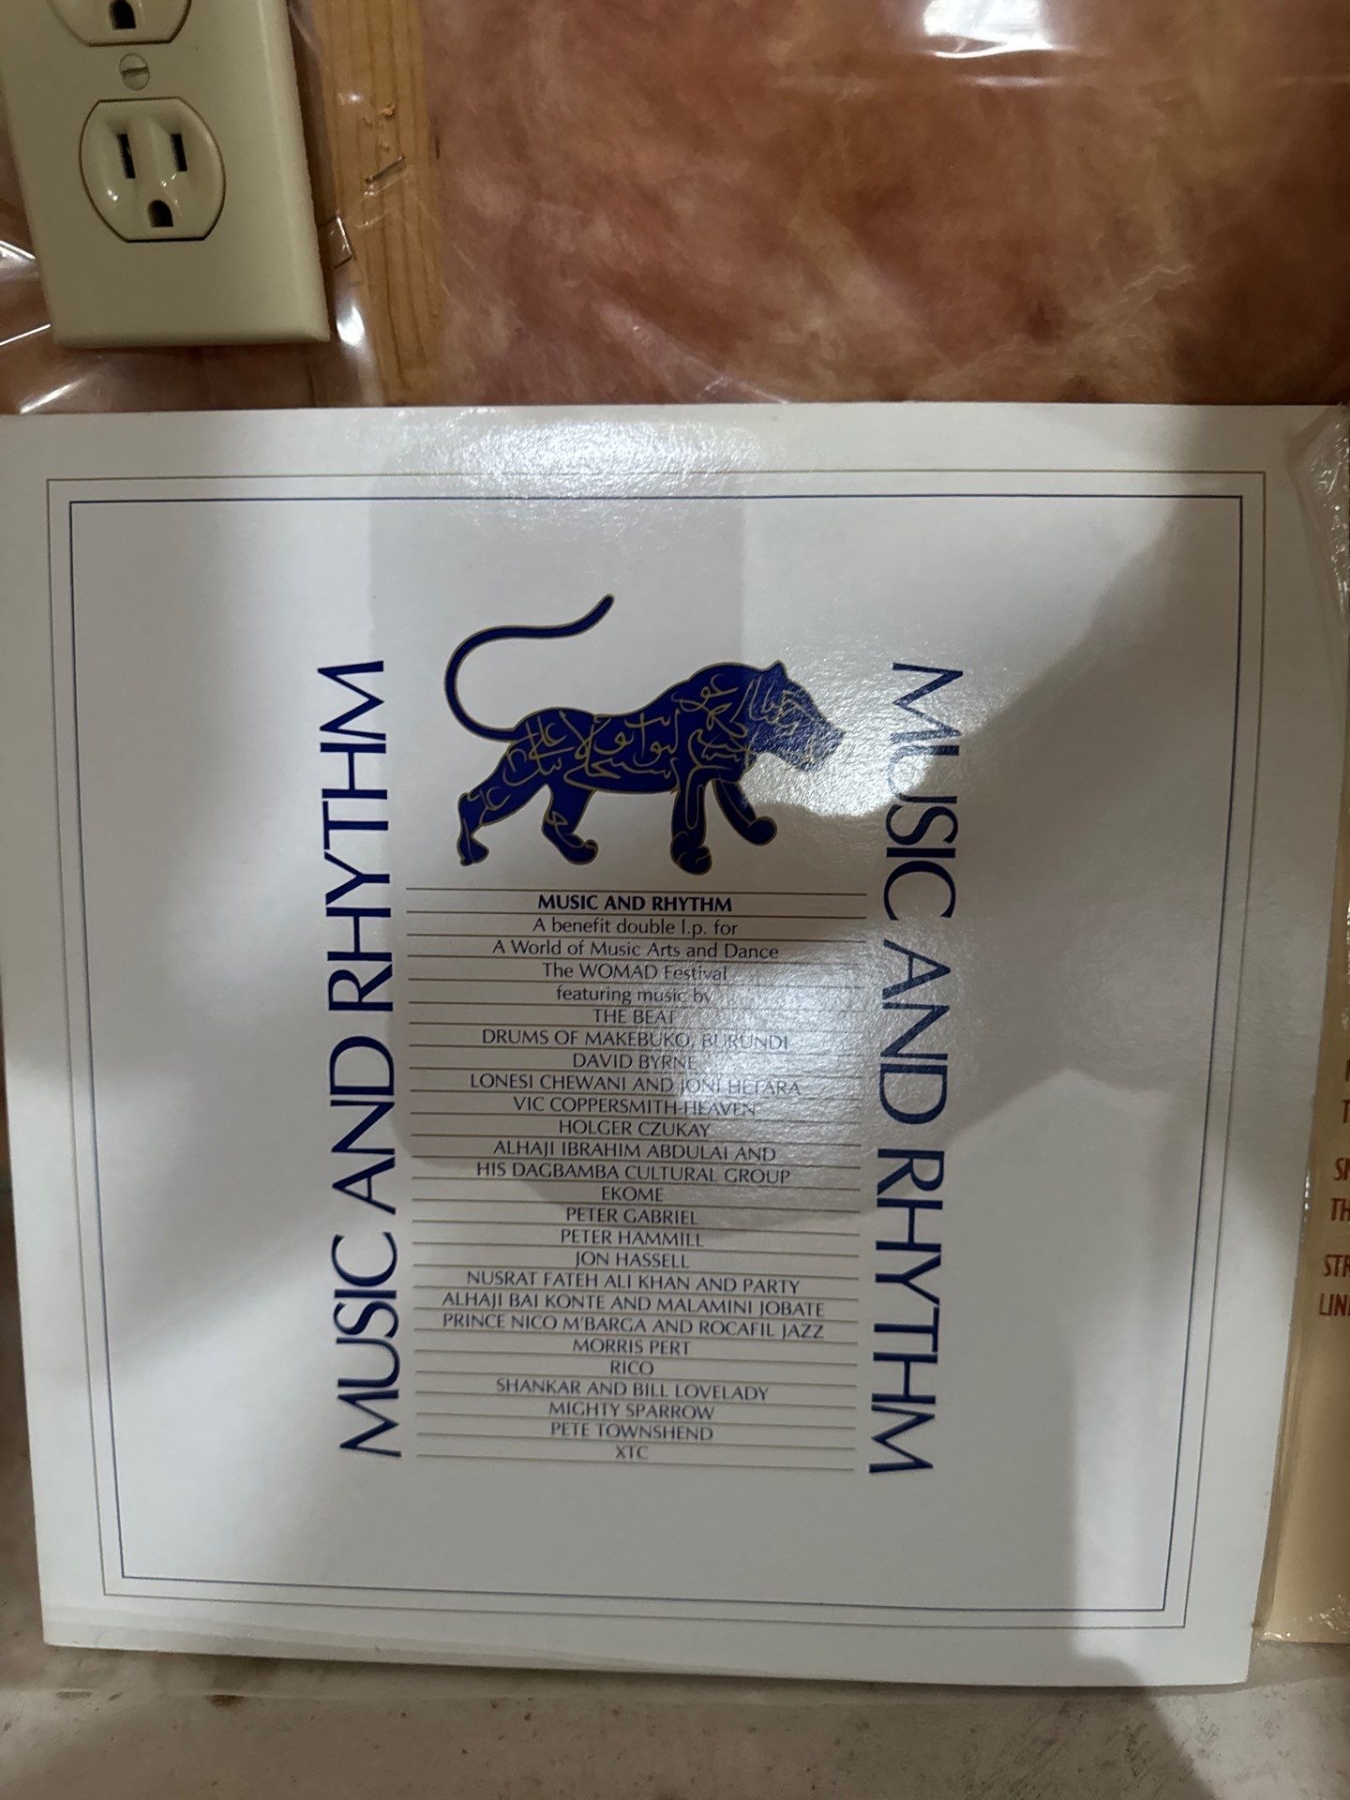 MUSIC AND RHYTHM
MUSIC AND RHYTHM
MUSIC AND RHYTHM
A benefit double l.p. for
A World of Music Arts and Dance
The WOMAD Festival
featuring music by
THE BEAT
DRUMS OF MAKEBUKO, BURUNDI
DAVID BYRNE
LONESI CHEWANI AND JONI HETARA
VIC COPPERSMITH-HEAVEN
HOLGER CZUKAY
ALHAJI IBRAHIM ABDULAI AND
HIS DAGBAMBA CULTURAL GROUP
EKOME
PETER GABRIEL
PETER HAMMILL
JON HASSELL
NUSRAT FATEH ALI KHAN AND PARTY
ALHAJI BAI KONTE AND MALAMINI JOBATE
PRINCE NICO M'BARGA AND ROCAFIL JAZZ
MORRIS PERT
RICO
SHANKAR AND BILL LOVELADY
MIGHTY SPARROW
PETE TOWNSHEND
XTC